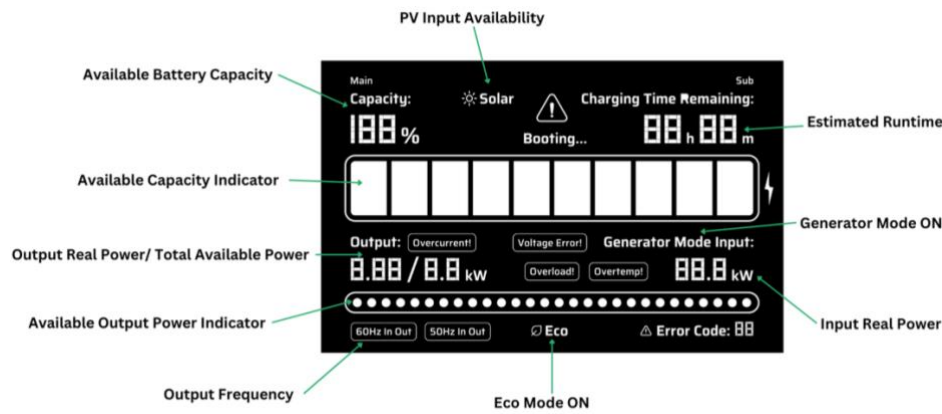 PV Input Availability
Available Battery Capacity
Main
Sub
Capacity:
Solar
Charging Time Remaining:
188 %
Booting...
88 h 88 m
Estimated Runtime
Available Capacity Indicator
Generator Mode ON
Output: Overcurrent! Voltage Error! Generator Mode Input:
Output Real Power/ Total Available Power
8.88 / 8.8 kW Overload! Overtemp! 88.8 kW
Available Output Power Indicator
Input Real Power
60Hz In Out 50Hz In Out Eco Error Code: 88
Output Frequency
Eco Mode ON